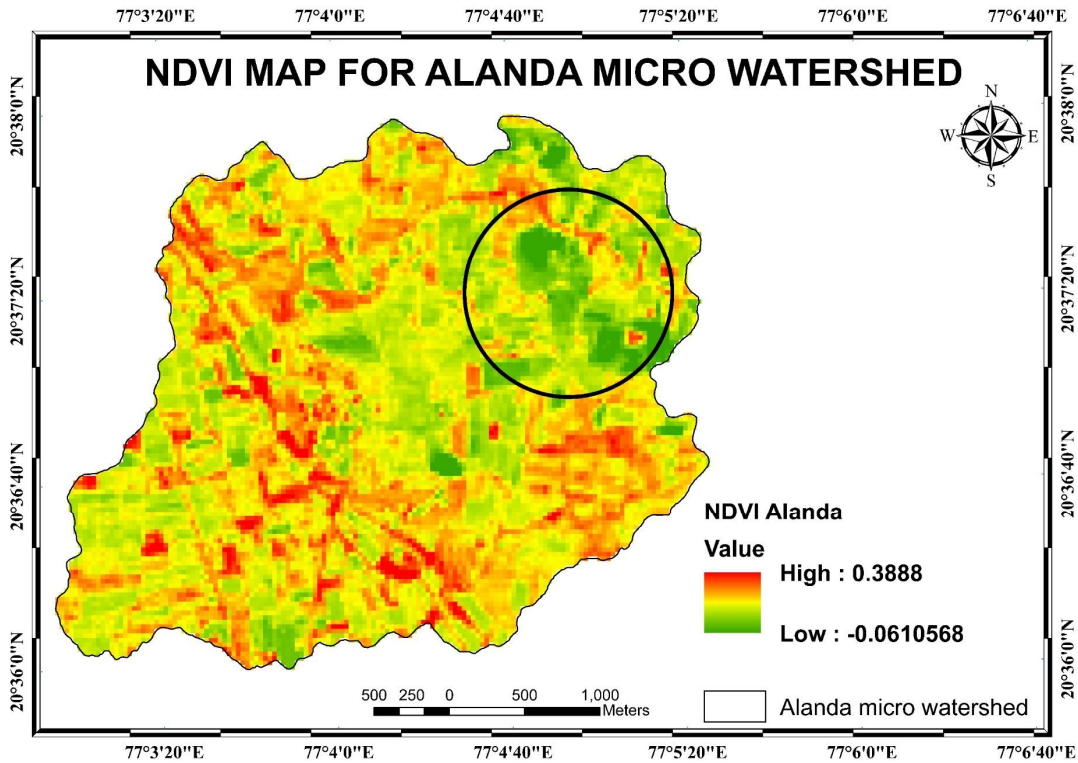 77°3'20"E 77°4'0"E 77°4'40"E 77°5'20"E 77°6'0"E 77°6'40"E
NDVI MAP FOR ALANDA MICRO WATERSHED
N
W E
S
20°38'0"N 20°38'0"N
20°37'20"N 20°37'20"N
20°36'40"N 20°36'40"N
20°36'0"N 20°36'0"N
NDVI Alanda
Value
High : 0.3888
Low : -0.0610568
500 250 0 500 1,000
Meters
Alanda micro watershed
77°3'20"E 77°4'0"E 77°4'40"E 77°5'20"E 77°6'0"E 77°6'40"E